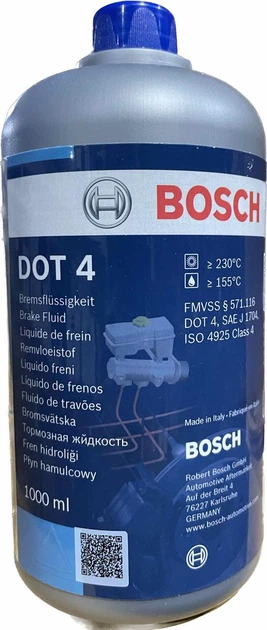 BOSCH
DOT 4
≥ 230°C
≥ 155°C
FMVSS § 571.116
DOT 4, SAE J 1704,
ISO 4925 Class 4
Bremsflüssigkeit
Brake Fluid
Liquide de frein
Remvloeistof
Liquido freni
Liquido de frenos
Fluido de travões
Bromsvätska
Тормозная жидкость
Fren hidroliği
Płyn hamulcowy
1000 ml
Made in Italy - Fabriqué en
BOSCH
Robert Bosch GmbH
Automotive Aftermarket
Auf der Breit 4
76227 Karlsruhe
GERMANY
www.bosch-automotive.com